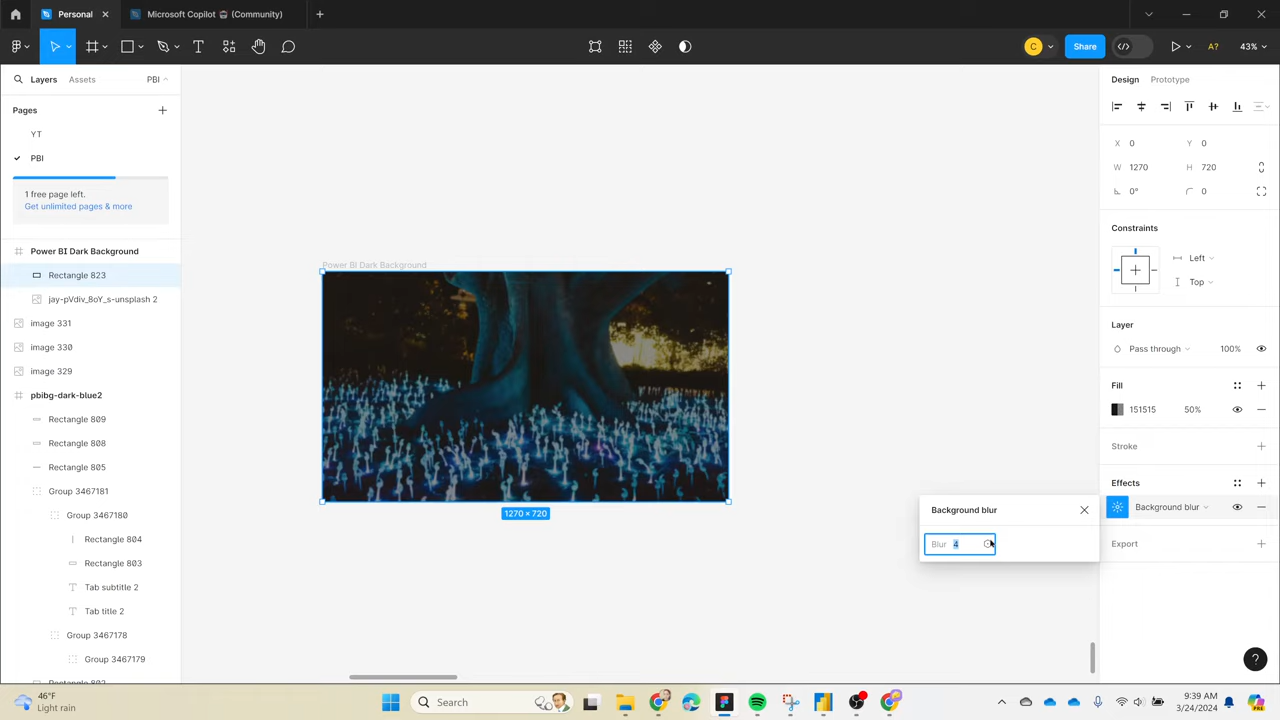 Personal
Microsoft Copilot (Community)
C
Share
A?
43%
Layers
Assets
PBI
Pages
YT
PBI
1 free page left.
Get unlimited pages & more
Power BI Dark Background
Rectangle 823
jay-pVdiv_8oY_s-unsplash 2
image 331
image 330
image 329
pbibg-dark-blue2
Rectangle 809
Rectangle 808
Rectangle 805
Group 3467181
Group 3467180
Rectangle 804
Rectangle 803
Tab subtitle 2
Tab title 2
Group 3467178
Group 3467179
Power BI Dark Background
1270 × 720
Background blur
Blur 4
Design
Prototype
X 0 Y 0
W 1270 H 720
0° 0
Constraints
Left
Top
Layer
Pass through 100%
Fill
151515 50%
Stroke
Effects
Background blur
Export
?
46°F
Light rain
Search
9:39 AM
3/24/2024